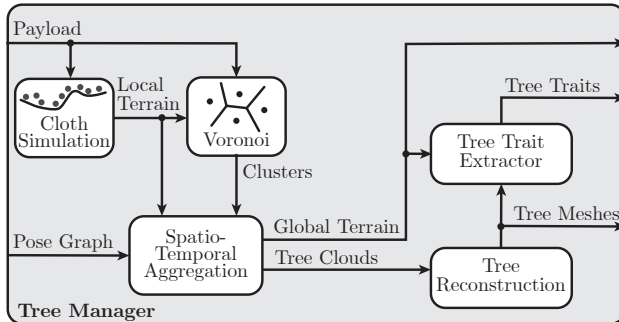 Payload
Local
Terrain
Cloth
Simulation
Voronoi
Clusters
Tree Traits
Tree Trait
Extractor
Tree Meshes
Global Terrain
Pose Graph
Spatio-
Temporal
Aggregation
Tree Clouds
Tree
Reconstruction
Tree Manager